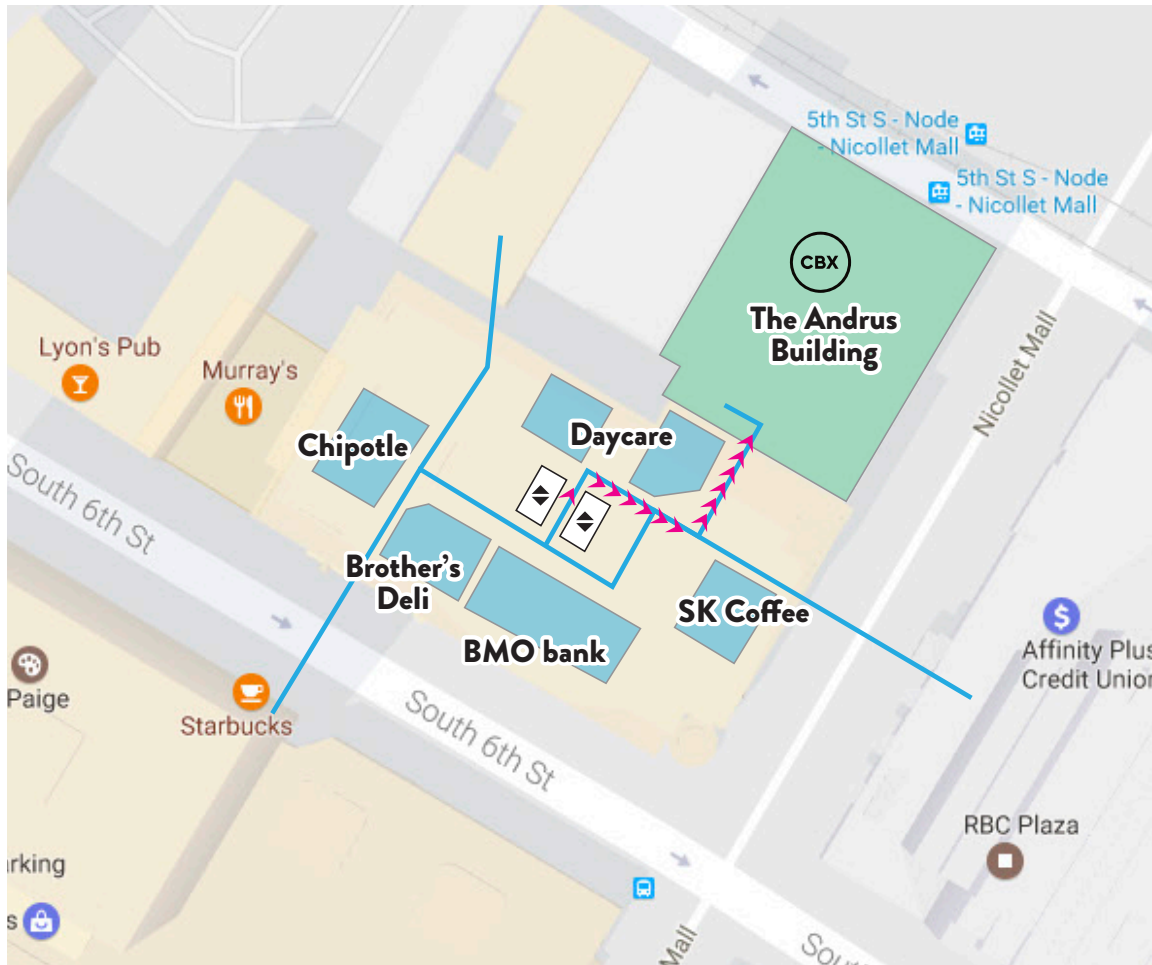 5th St S - Node
- Nicollet Mall
5th St S - Node
- Nicollet Mall
CBX
The Andrus
Building
Nicollet Mall
Lyon's Pub
Murray's
Chipotle
Daycare
South 6th St
Brother's
Deli
SK Coffee
BMO bank
Affinity Plus
Credit Union
Paige
Starbucks
South 6th St
RBC Plaza
arking
s
Mall
South